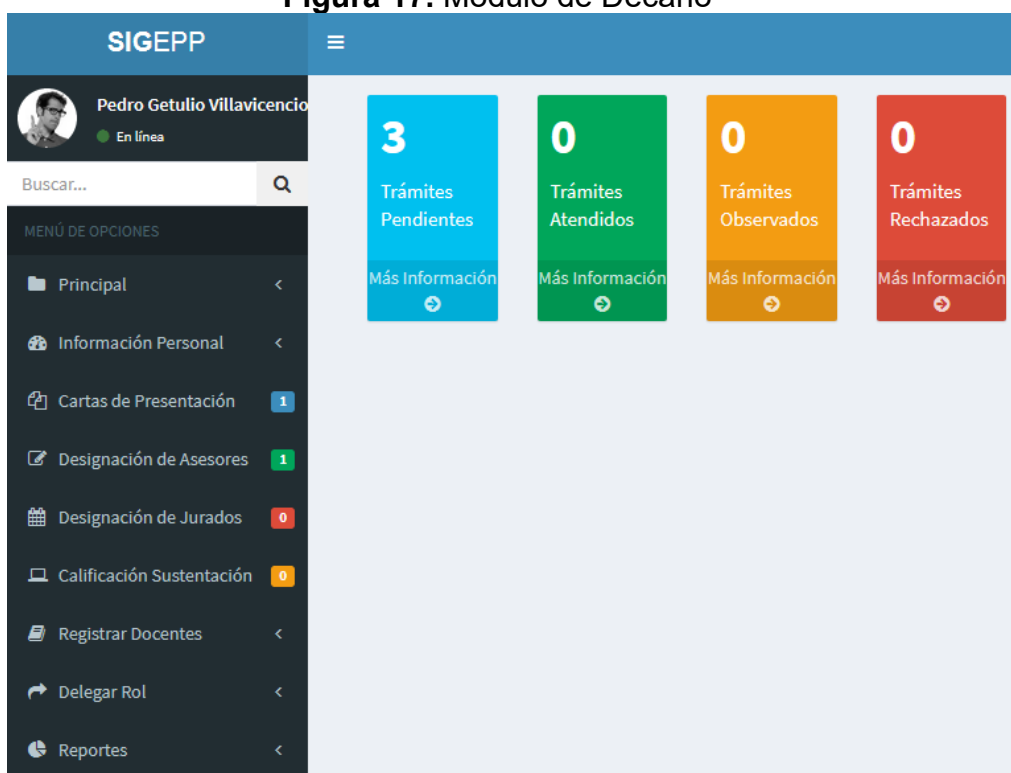 Figura 17. Módulo de Decano
SIGEPP
Pedro Getulio Villavicencio
En línea
Buscar...
MENÚ DE OPCIONES
Principal
Información Personal
Cartas de Presentación 1
Designación de Asesores 1
Designación de Jurados 0
Calificación Sustentación 0
Registrar Docentes
Delegar Rol
Reportes
3
Trámites
Pendientes
Más Información
0
Trámites
Atendidos
Más Información
0
Trámites
Observados
Más Información
0
Trámites
Rechazados
Más Información